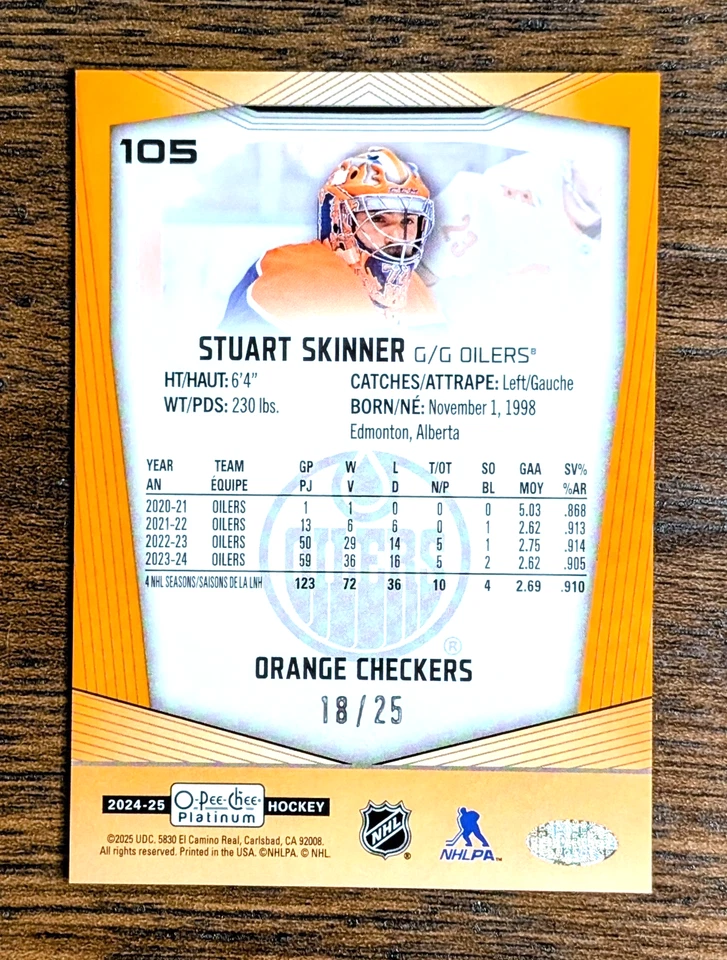 105
STUART SKINNER G/G OILERS®
HT/HAUT: 6'4" CATCHES/ATTRAPE: Left/Gauche
WT/PDS: 230 lbs. BORN/NÉ: November 1, 1998
Edmonton, Alberta
YEAR TEAM GP W L T/OT SO GAA SV%
AN ÉQUIPE PJ V D N/P BL MOY %AR
2020-21 OILERS 1 1 0 0 0 5.03 .868
2021-22 OILERS 13 6 6 0 1 2.62 .913
2022-23 OILERS 50 29 14 5 1 2.75 .914
2023-24 OILERS 59 36 16 5 2 2.62 .905
4 NHL SEASONS/SAISONS DE LA LNH 123 72 36 10 4 2.69 .910
OILERS ®
ORANGE CHECKERS
18/25
2024-25 O-Pee-Chee Platinum HOCKEY
©2025 UDC. 5830 El Camino Real, Carlsbad, CA 92008.
All rights reserved. Printed in the USA. ©NHLPA. © NHL.
NHL ®
NHLPA™